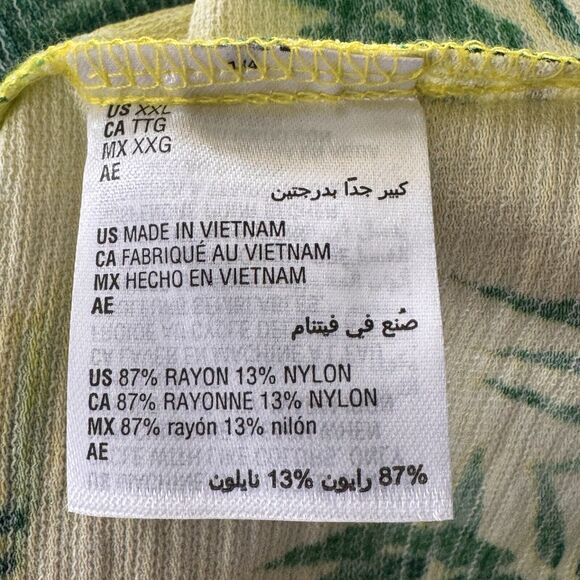 US XXL
CA TTG
MX XXG
AE
كبير جدًا بدرجتين
US MADE IN VIETNAM
CA FABRIQUÉ AU VIETNAM
MX HECHO EN VIETNAM
AE
صُنع في فيتنام
US 87% RAYON 13% NYLON
CA 87% RAYONNE 13% NYLON
MX 87% rayón 13% nilón
AE
87% رايون 13% نايلون